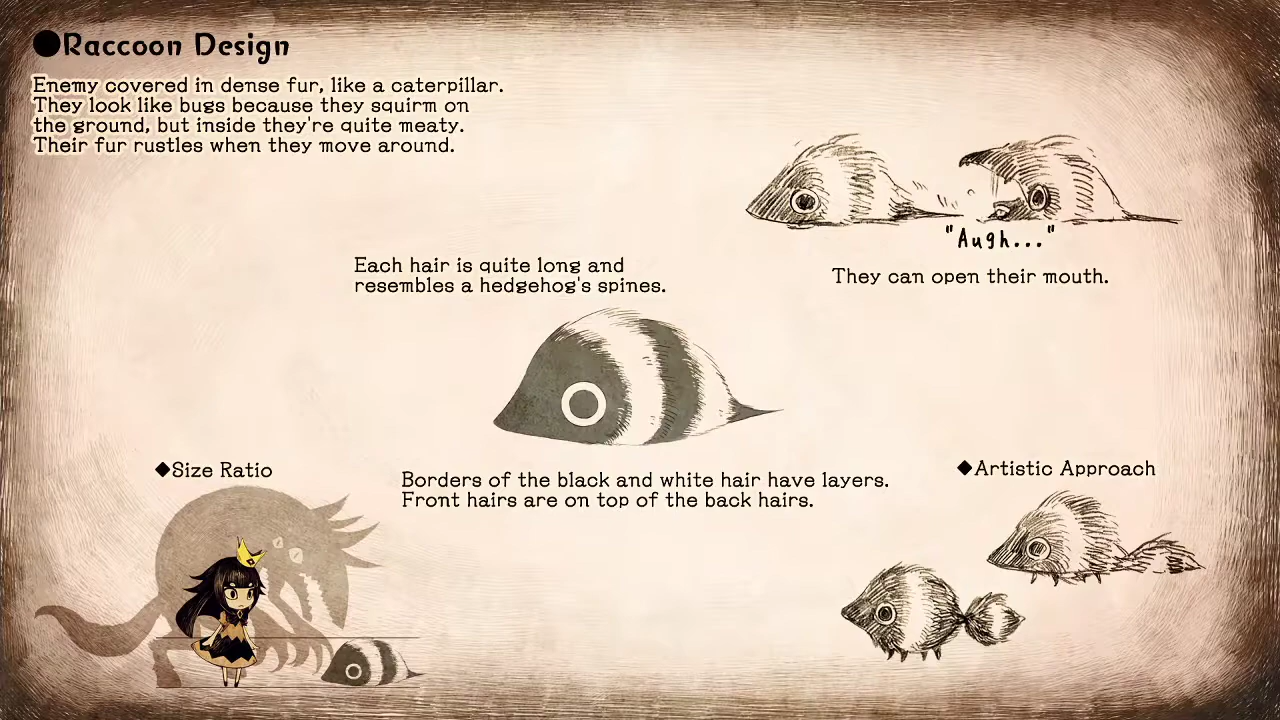 ●Raccoon Design
Enemy covered in dense fur, like a caterpillar.
They look like bugs because they squirm on
the ground, but inside they're quite meaty.
Their fur rustles when they move around.
"Augh..."
They can open their mouth.
Each hair is quite long and
resembles a hedgehog's spines.
Borders of the black and white hair have layers.
Front hairs are on top of the back hairs.
◆Size Ratio
◆Artistic Approach